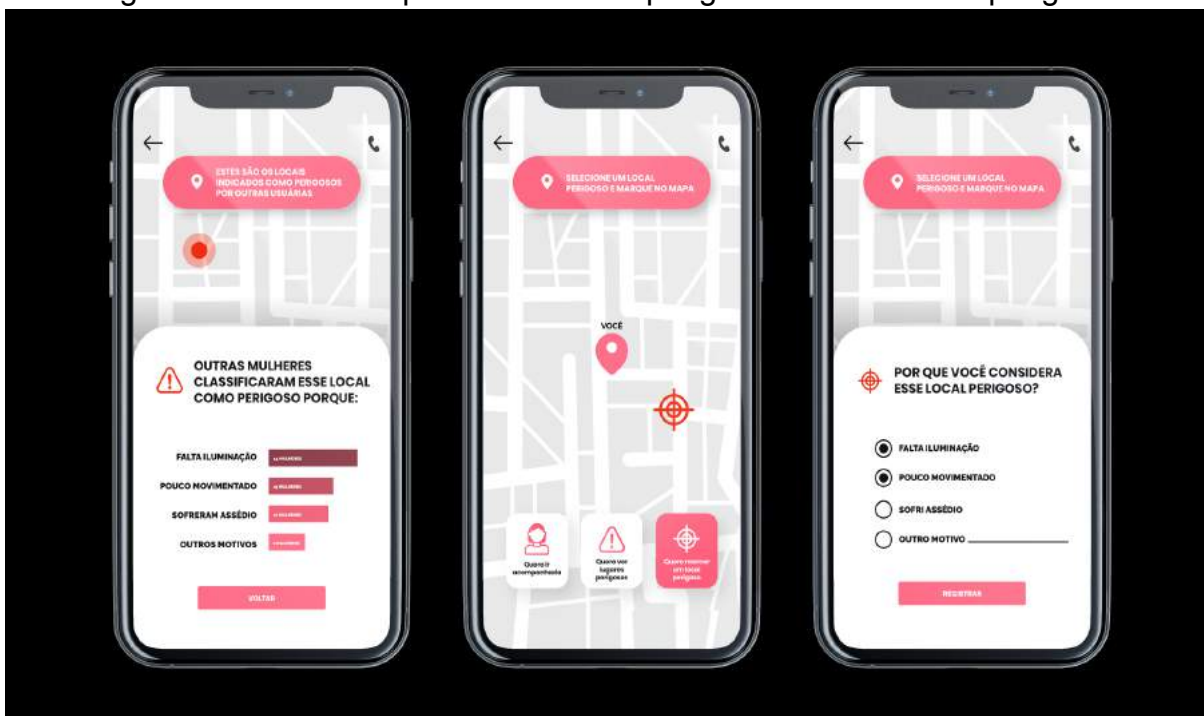 ESTES SÃO OS LOCAIS
INDICADOS COMO PERIGOSOS
POR OUTRAS USUÁRIAS
OUTRAS MULHERES
CLASSIFICARAM ESSE LOCAL
COMO PERIGOSO PORQUE:
FALTA ILUMINAÇÃO
POUCO MOVIMENTADO
SOFRERAM ASSÉDIO
OUTROS MOTIVOS
VOLTAR
SELECIONE UM LOCAL
PERIGOSO E MARQUE NO MAPA
VOCÊ
Quero ir
acompanhada
Quero ver
lugares
perigosos
Quero
um local
perigoso
SELECIONE UM LOCAL
PERIGOSO E MARQUE NO MAPA
POR QUE VOCÊ CONSIDERA
ESSE LOCAL PERIGOSO?
FALTA ILUMINAÇÃO
POUCO MOVIMENTADO
SOFRI ASSÉDIO
OUTRO MOTIVO
REGISTRAR